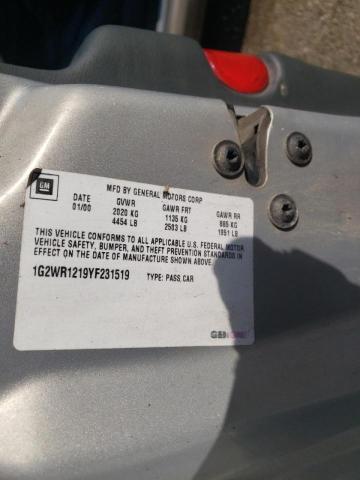 GM
MFD BY GENERAL MOTORS CORP
DATE GVWR GAWR FRT GAWR RR
01/00 2020 KG 1135 KG 885 KG
4454 LB 2503 LB 1951 LB
THIS VEHICLE CONFORMS TO ALL APPLICABLE U.S. FEDERAL MOTOR
VEHICLE SAFETY, BUMPER, AND THEFT PREVENTION STANDARDS IN
EFFECT ON THE DATE OF MANUFACTURE SHOWN ABOVE.
1G2WR1219YF231519 TYPE: PASS CAR
GENUINE